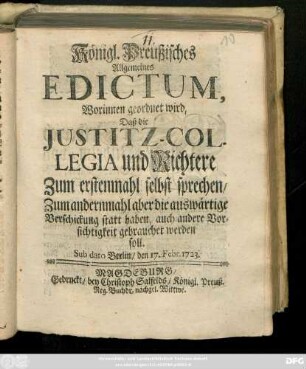 11.
10
Königl. Preußisches
Allgemeines
EDICTUM,
Worinnen geordnet wird,
Daß die
JUSTITZ-COL-
LEGIA und Richtere
Zum erstenmahl selbst sprechen/
Zum andernmahl aber die auswärtige
Verschickung statt haben, auch andere Vor-
sichtigkeit gebrauchet werden
soll.
Sub dato Berlin/ den 17. Febr. 1723.
MAGDEBURG/
Gedruckt/ bey Christoph Salfelds/ Königl. Preuß.
Reg. Buchdr. nachgel. Wittwe.